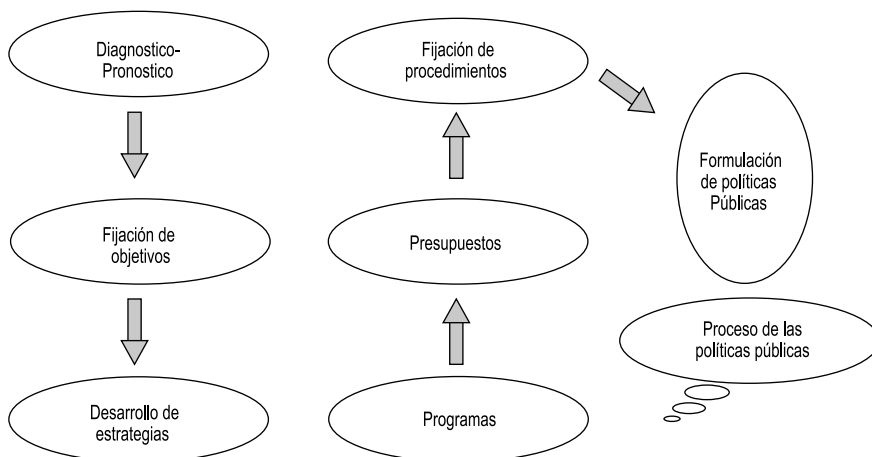 Diagnostico-
Pronostico
Fijación de
objetivos
Desarrollo de
estrategias
Programas
Presupuestos
Fijación de
procedimientos
Formulación
de políticas
Públicas
Proceso de las
políticas públicas